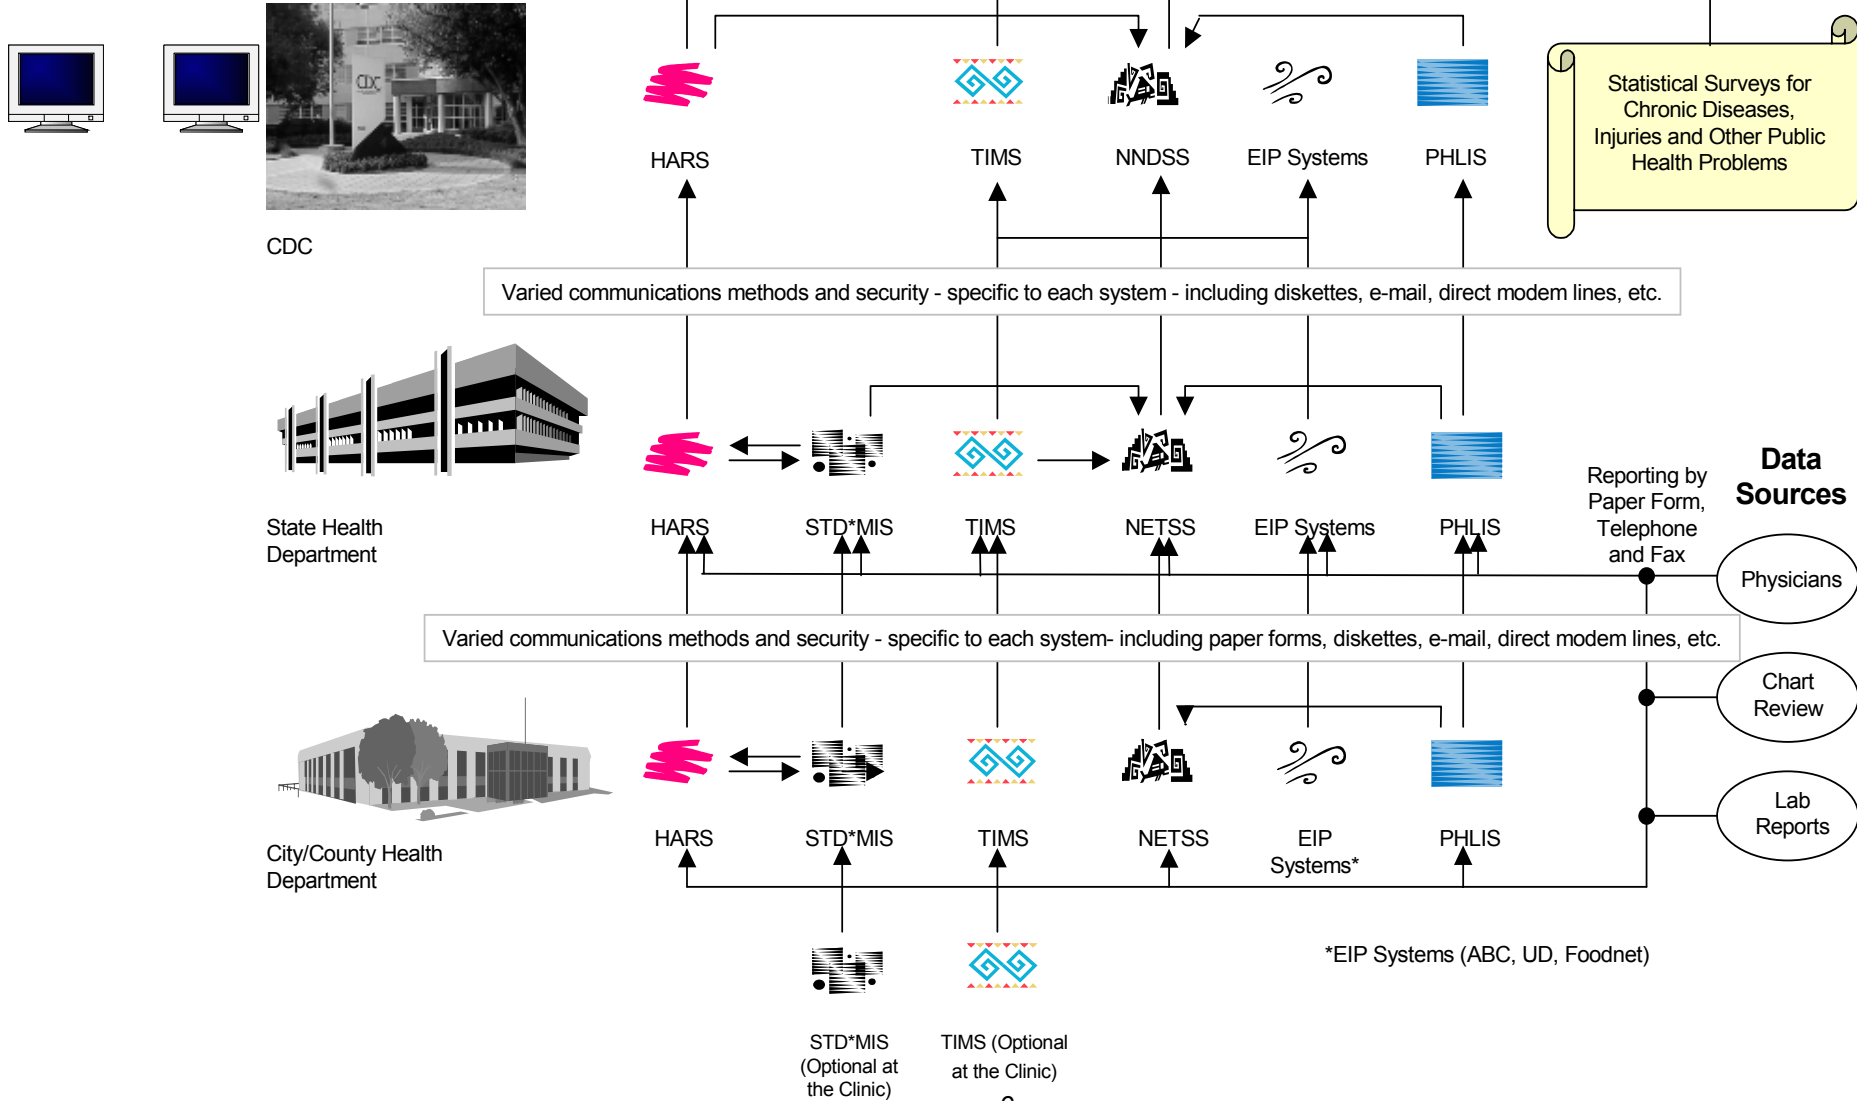 CDC
Statistical Surveys for
Chronic Diseases,
Injuries and Other Public
Health Problems
HARS
TIMS
NNDSS
EIP Systems
PHLIS
CDC
Varied communications methods and security - specific to each system - including diskettes, e-mail, direct modem lines, etc.
State Health
Department
HARS
STD*MIS
TIMS
NETSS
EIP Systems
PHLIS
Reporting by
Paper Form,
Telephone
and Fax
Data
Sources
Physicians
Varied communications methods and security - specific to each system- including paper forms, diskettes, e-mail, direct modem lines, etc.
Chart
Review
Lab
Reports
City/County Health
Department
HARS
STD*MIS
TIMS
NETSS
EIP
Systems*
PHLIS
*EIP Systems (ABC, UD, Foodnet)
STD*MIS
(Optional at
the Clinic)
TIMS (Optional
at the Clinic)